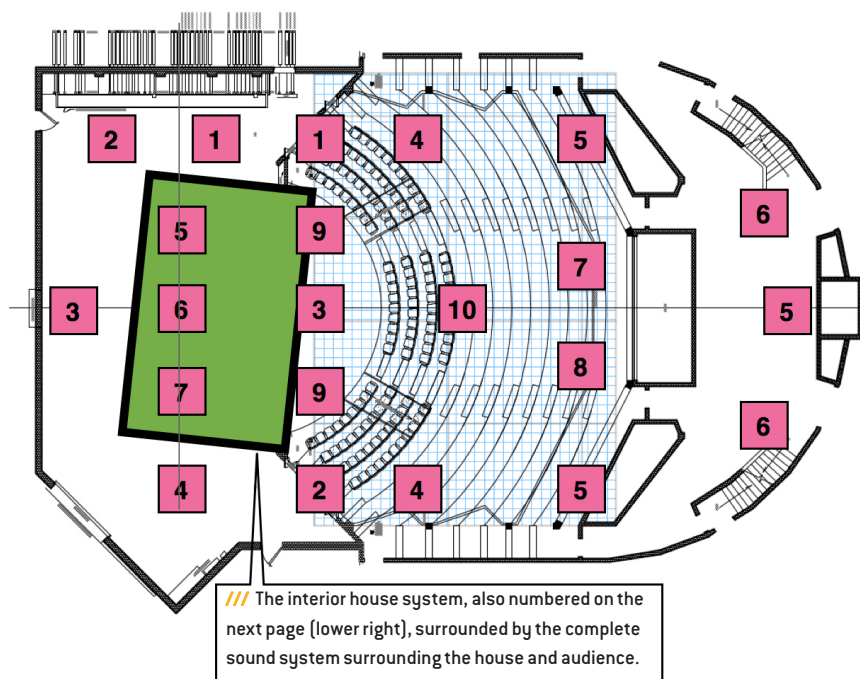 2 1 1 4 5
6
5 9
7
3 6 3 10 5
8
7 9
6
4 2 4 5
/// The interior house system, also numbered on the
next page (lower right), surrounded by the complete
sound system surrounding the house and audience.